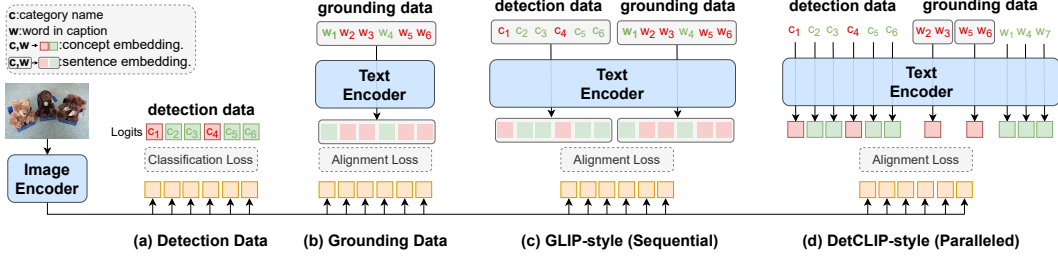 c:category name
w:word in caption
c,w→ :concept embedding.
c,w→ :sentence embedding.
Image
Encoder
detection data
Logits c1 c2 c3 c4 c5 c6
Classification Loss
(a) Detection Data
grounding data
w1 w2 w3 w4 w5 w6
Text
Encoder
Alignment Loss
(b) Grounding Data
detection data grounding data
c1 c2 c3 c4 c5 c6 w1 w2 w3 w4 w5 w6
Text
Encoder
Alignment Loss
(c) GLIP-style (Sequential)
detection data grounding data
c1 c2 c3 c4 c5 c6 w2 w3 w5 w6 w1 w4 w7
Text
Encoder
Alignment Loss
(d) DetCLIP-style (Paralleled)